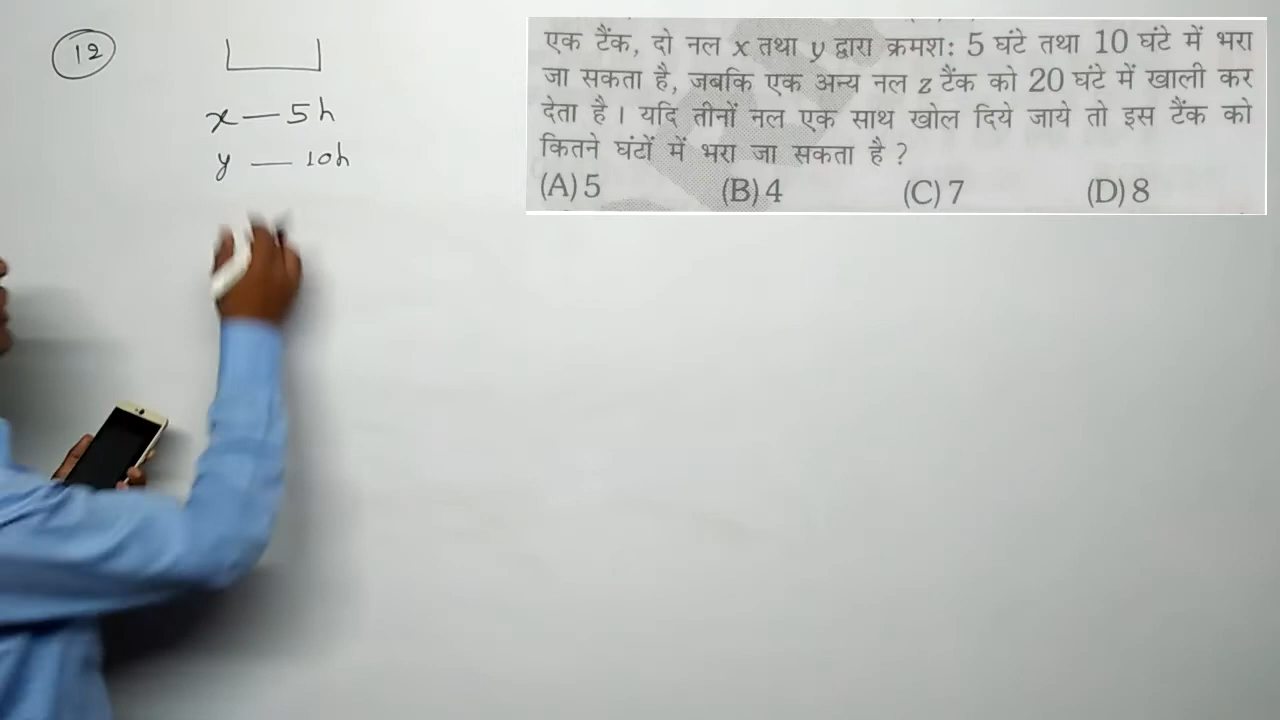 12
x — 5h
y — 10h
एक टैंक, दो नल x तथा y द्वारा क्रमश: 5 घंटे तथा 10 घंटे में भरा
जा सकता है, जबकि एक अन्य नल z टैंक को 20 घंटे में खाली कर
देता है। यदि तीनों नल एक साथ खोल दिये जाये तो इस टैंक को
कितने घंटों में भरा जा सकता है ?
(A) 5 (B) 4 (C) 7 (D) 8